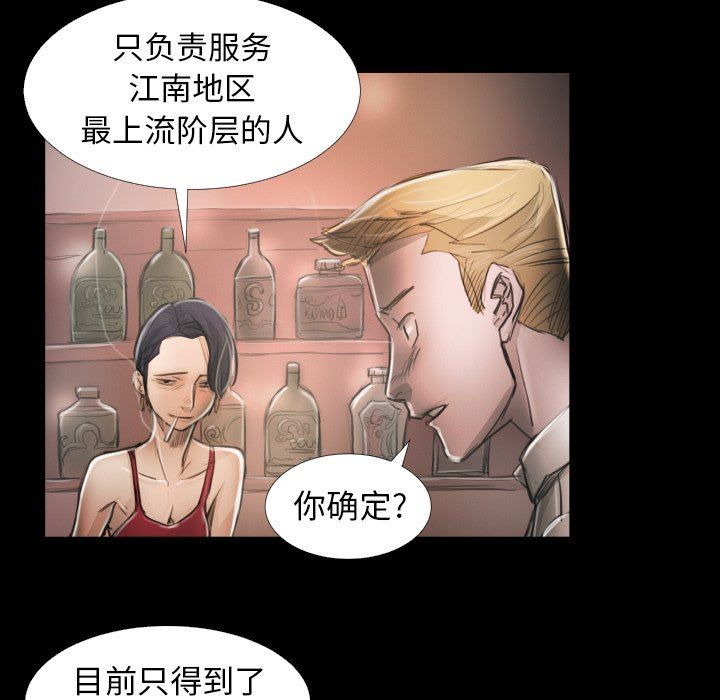 只负责服务
江南地区
最上流阶层的人
你确定?
目前只得到了